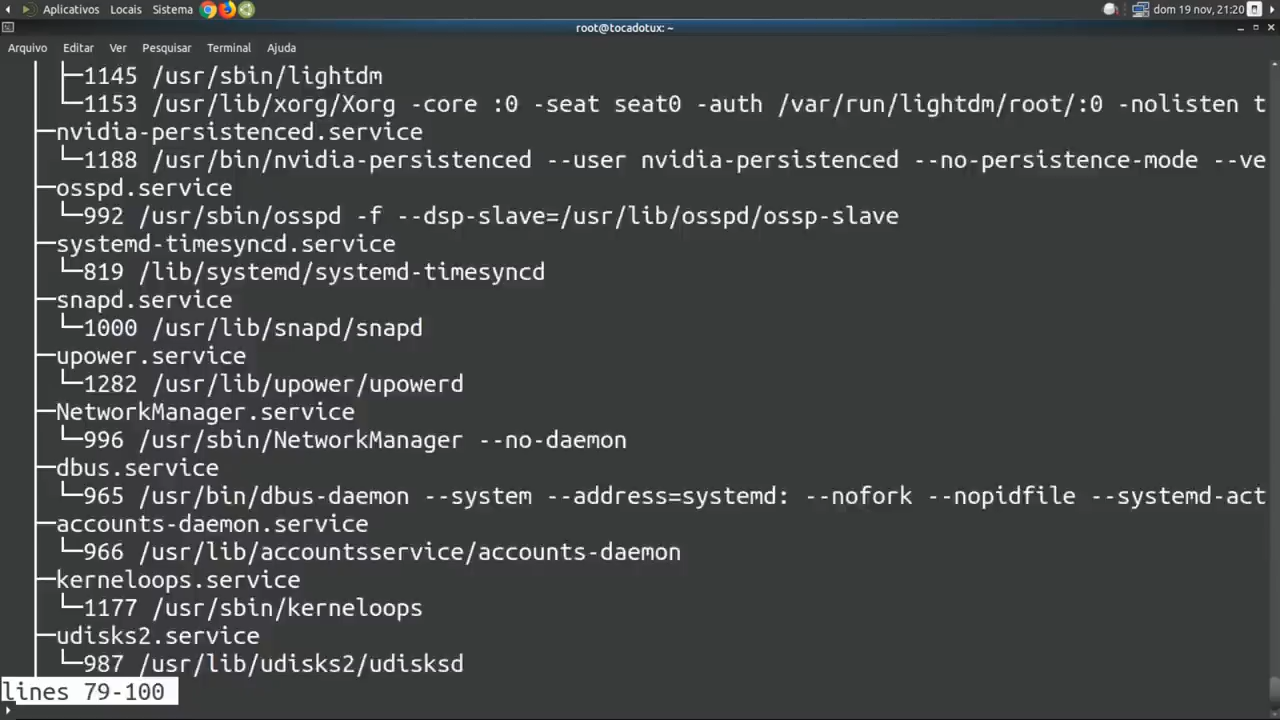 Aplicativos Locais Sistema dom 19 nov, 21:20
root@tocadotux: ~
Arquivo Editar Ver Pesquisar Terminal Ajuda
├─1145 /usr/sbin/lightdm
└─1153 /usr/lib/xorg/Xorg -core :0 -seat seat0 -auth /var/run/lightdm/root/:0 -nolisten t
├─nvidia-persistenced.service
└─1188 /usr/bin/nvidia-persistenced --user nvidia-persistenced --no-persistence-mode --ve
├─osspd.service
└─992 /usr/sbin/osspd -f --dsp-slave=/usr/lib/osspd/ossp-slave
├─systemd-timesyncd.service
└─819 /lib/systemd/systemd-timesyncd
├─snapd.service
└─1000 /usr/lib/snapd/snapd
├─upower.service
└─1282 /usr/lib/upower/upowerd
├─NetworkManager.service
└─996 /usr/sbin/NetworkManager --no-daemon
├─dbus.service
└─965 /usr/bin/dbus-daemon --system --address=systemd: --nofork --nopidfile --systemd-act
├─accounts-daemon.service
└─966 /usr/lib/accountsservice/accounts-daemon
├─kerneloops.service
└─1177 /usr/sbin/kerneloops
├─udisks2.service
└─987 /usr/lib/udisks2/udisksd
lines 79-100